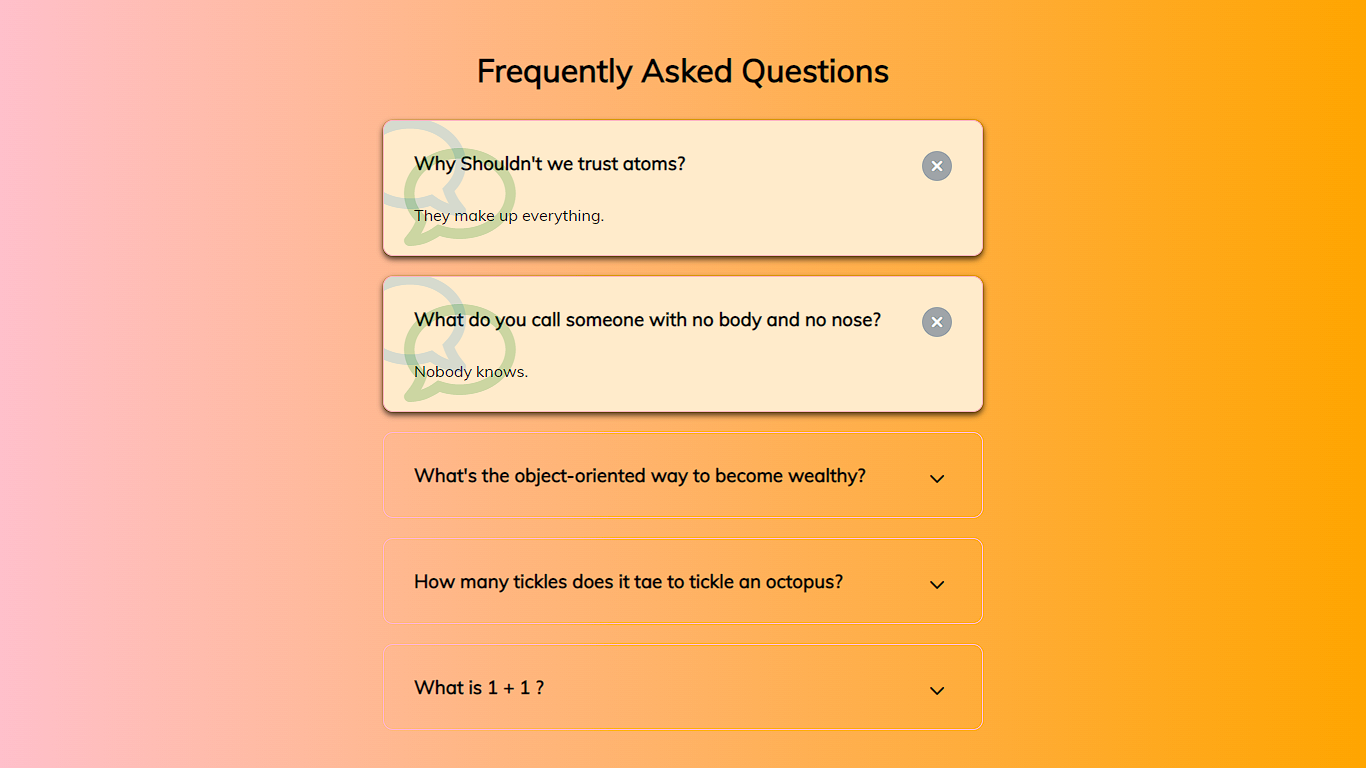 Frequently Asked Questions
Why Shouldn't we trust atoms?
They make up everything.
What do you call someone with no body and no nose?
Nobody knows.
What's the object-oriented way to become wealthy?
How many tickles does it tae to tickle an octopus?
What is 1 + 1 ?